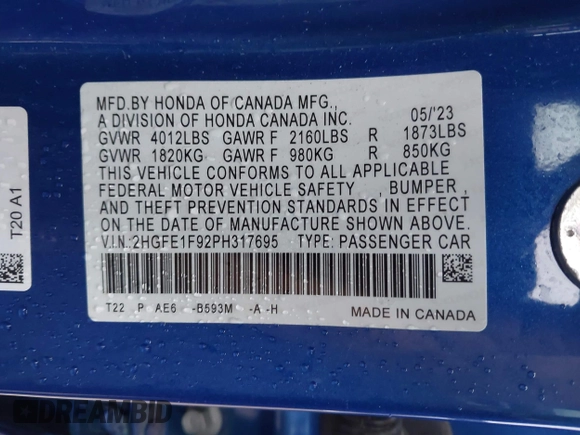 MFD.BY HONDA OF CANADA MFG.,
A DIVISION OF HONDA CANADA INC. 05/'23
GVWR 4012LBS GAWR F 2160LBS R 1873LBS
GVWR 1820KG GAWR F 980KG R 850KG
THIS VEHICLE CONFORMS TO ALL APPLICABLE
FEDERAL MOTOR VEHICLE SAFETY , BUMPER ,
AND THEFT PREVENTION STANDARDS IN EFFECT
ON THE DATE OF MANUFACTURE SHOWN ABOVE.
V.I.N.:2HGFE1F92PH317695 TYPE: PASSENGER CAR
T22 P AE6 -B593M -A -H
MADE IN CANADA
T20 A1
DREAMBID